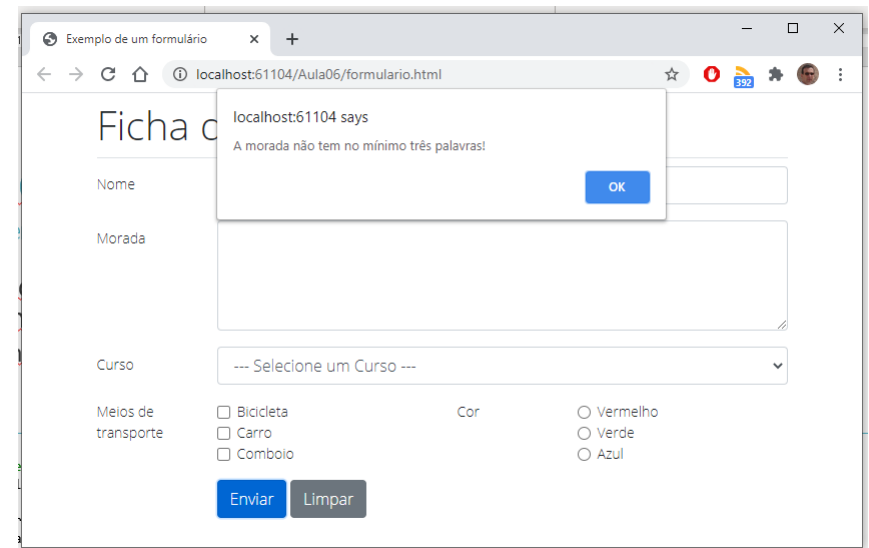 Exemplo de um formulário
localhost:61104/Aula06/formulario.html
392
Ficha d
localhost:61104 says
A morada não tem no mínimo três palavras!
OK
Nome
Morada
Curso
--- Selecione um Curso ---
Meios de transporte
Bicicleta
Carro
Comboio
Cor
Vermelho
Verde
Azul
Enviar
Limpar